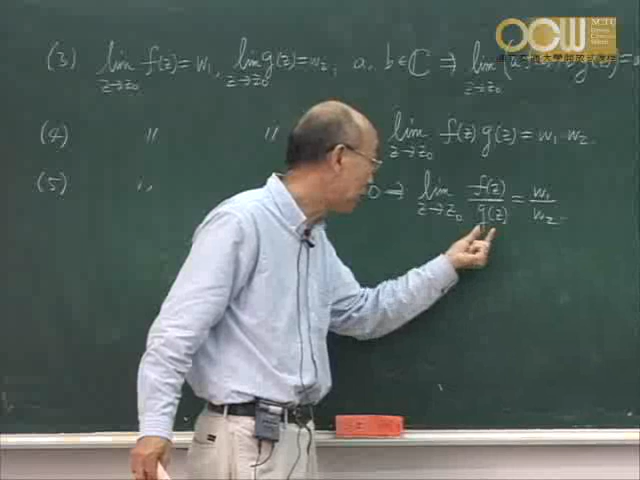 OCW
NCTU
(3) lim z→z₀ f(z)=w₁, lim z→z₀ g(z)=w₂, a, b∈ℂ ⇒ lim z→z₀
(4) 〃 〃 lim z→z₀ f(z) g(z) = w₁ w₂.
(5) 〃 0 ⇒ lim z→z₀ f(z)/g(z) = w₁/w₂.